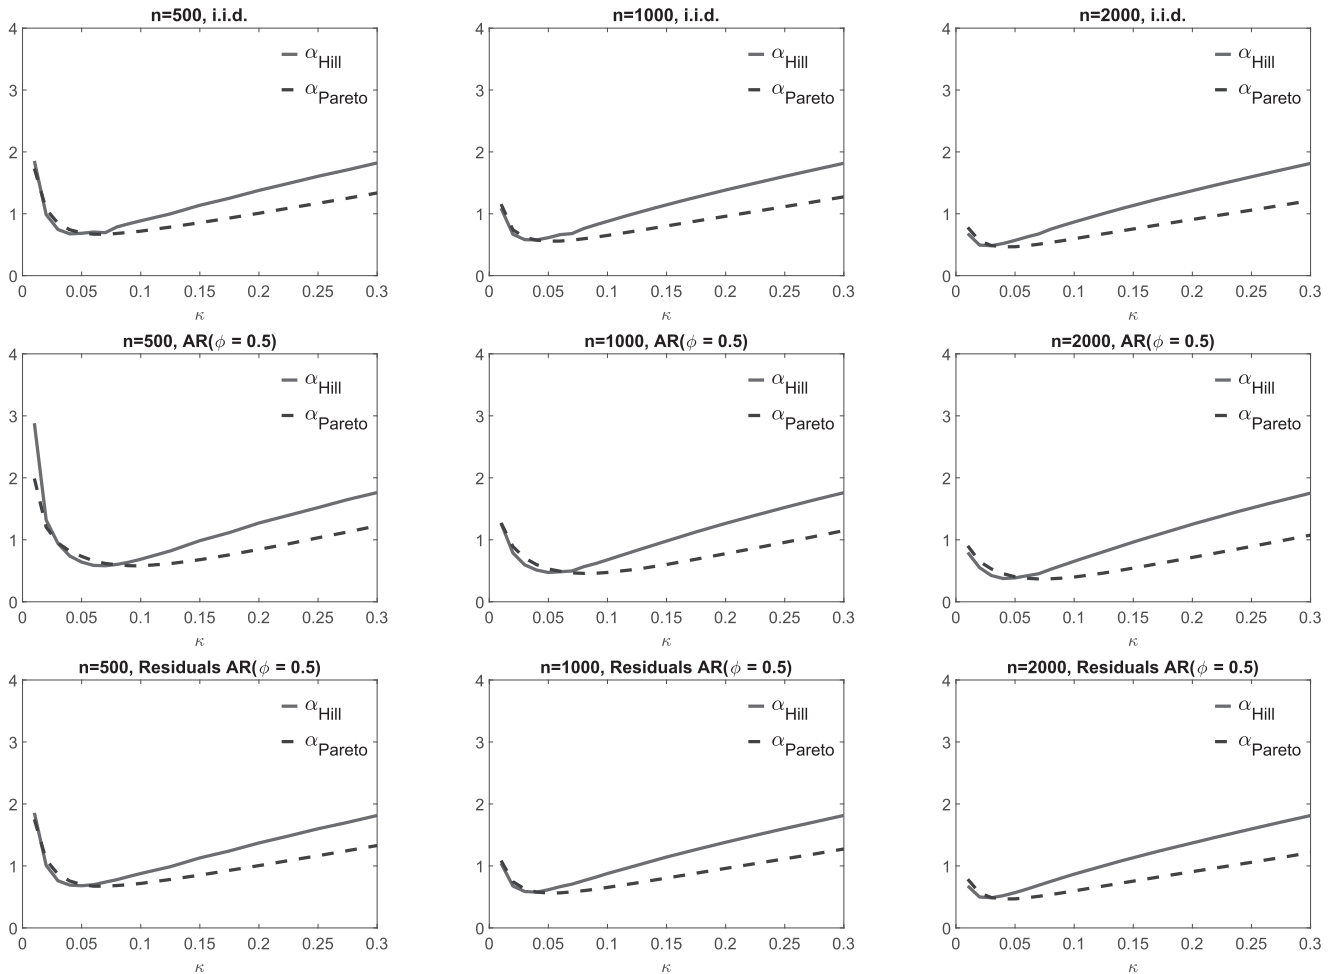 n=500, i.i.d.
4
3
2
1
0
α_Hill
α_Pareto
0 0.05 0.1 0.15 0.2 0.25 0.3
κ
n=1000, i.i.d.
4
3
2
1
0
α_Hill
α_Pareto
0 0.05 0.1 0.15 0.2 0.25 0.3
κ
n=2000, i.i.d.
4
3
2
1
0
α_Hill
α_Pareto
0 0.05 0.1 0.15 0.2 0.25 0.3
κ
n=500, AR(ϕ = 0.5)
4
3
2
1
0
α_Hill
α_Pareto
0 0.05 0.1 0.15 0.2 0.25 0.3
κ
n=1000, AR(ϕ = 0.5)
4
3
2
1
0
α_Hill
α_Pareto
0 0.05 0.1 0.15 0.2 0.25 0.3
κ
n=2000, AR(ϕ = 0.5)
4
3
2
1
0
α_Hill
α_Pareto
0 0.05 0.1 0.15 0.2 0.25 0.3
κ
n=500, Residuals AR(ϕ = 0.5)
4
3
2
1
0
α_Hill
α_Pareto
0 0.05 0.1 0.15 0.2 0.25 0.3
κ
n=1000, Residuals AR(ϕ = 0.5)
4
3
2
1
0
α_Hill
α_Pareto
0 0.05 0.1 0.15 0.2 0.25 0.3
κ
n=2000, Residuals AR(ϕ = 0.5)
4
3
2
1
0
α_Hill
α_Pareto
0 0.05 0.1 0.15 0.2 0.25 0.3
κ